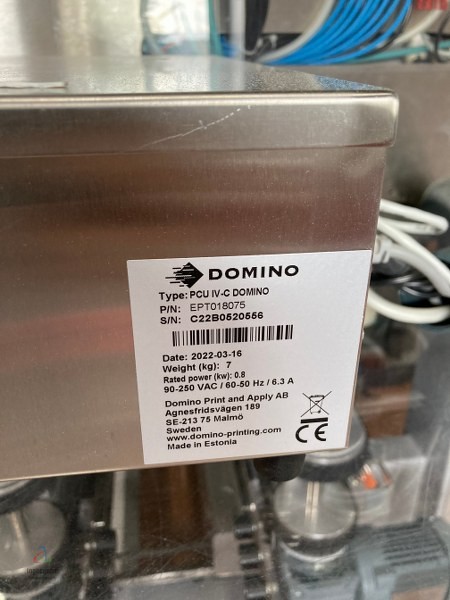 DOMINO
Type: PCU IV-C DOMINO
P/N: EPT018075
S/N: C22B0520556
Date: 2022-03-16
Weight (kg): 7
Rated power (kw): 0.8
90-250 VAC / 60-50 Hz / 6.3 A
Domino Print and Apply AB
Agnesfridsvägen 189
SE-213 75 Malmö
Sweden
www.domino-printing.com
Made in Estonia
CE